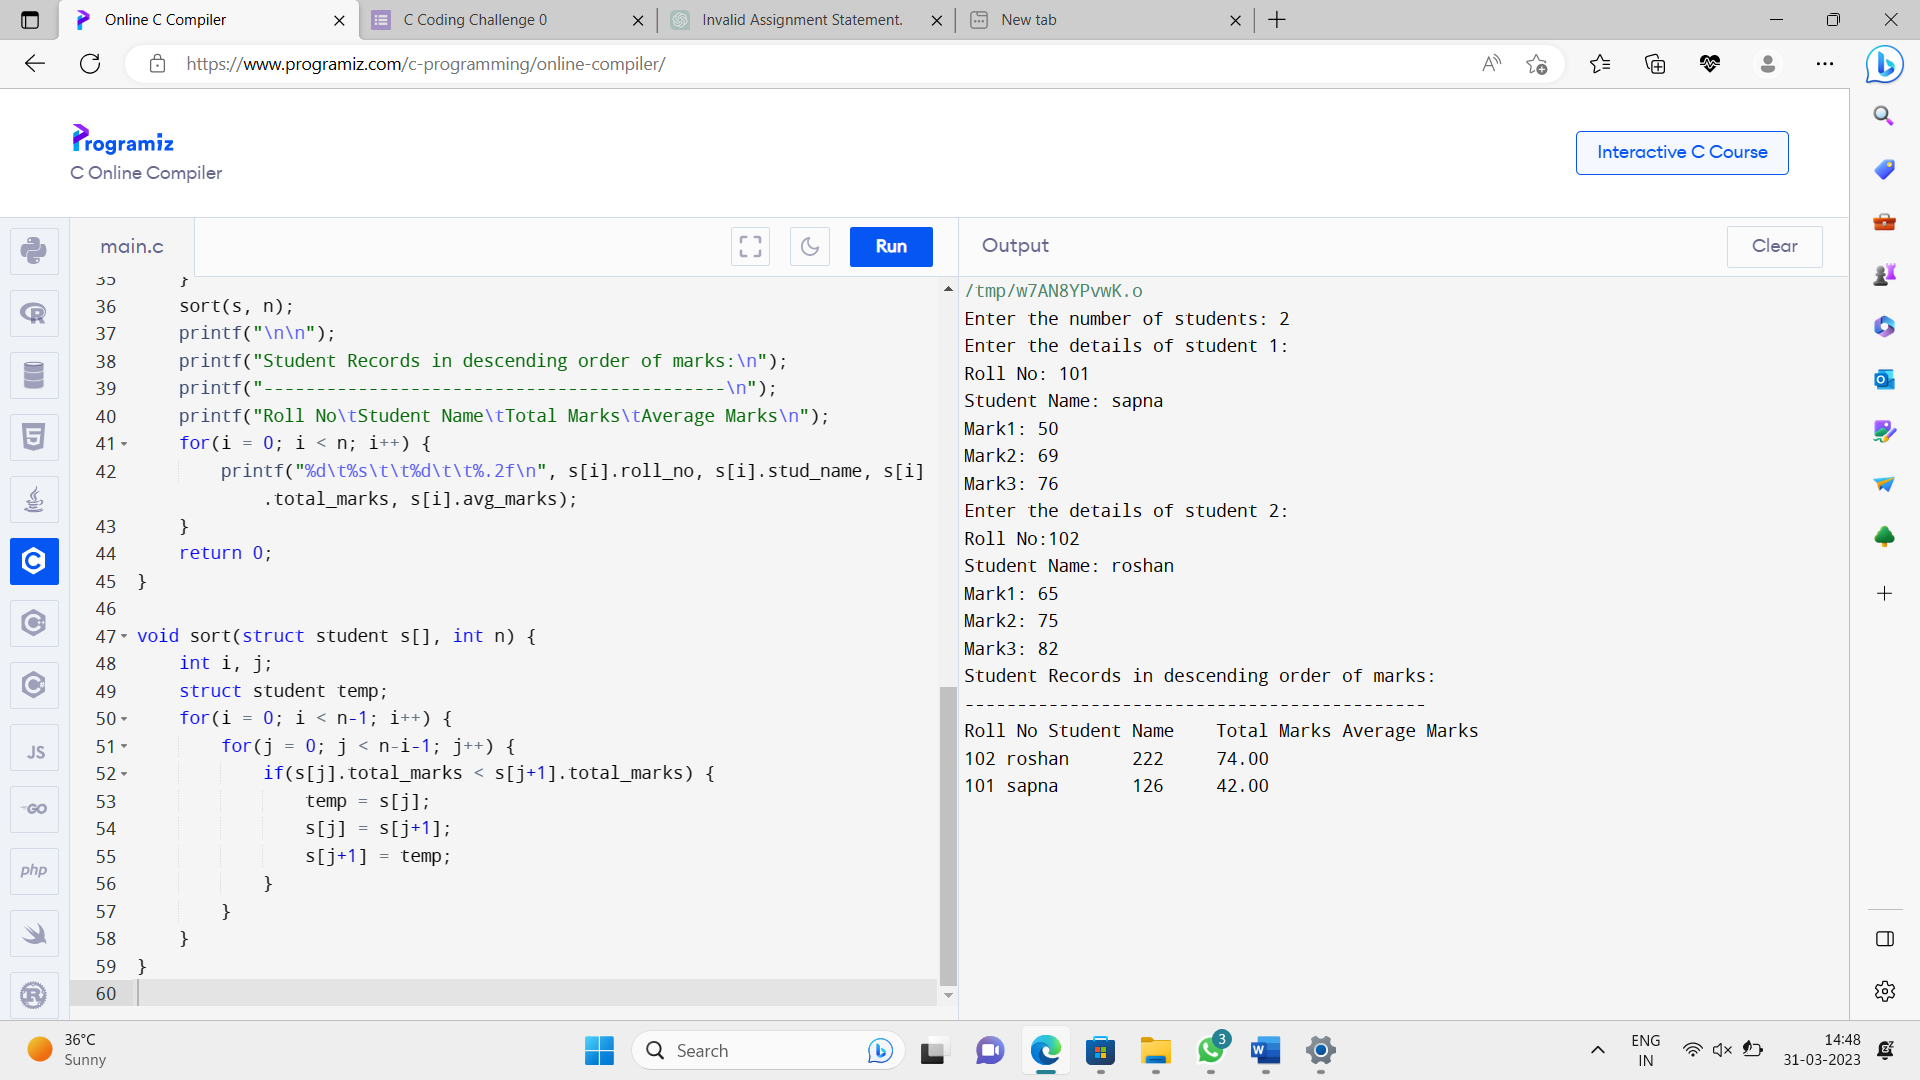 Online C Compiler
C Coding Challenge 0
Invalid Assignment Statement.
New tab
https://www.programiz.com/c-programming/online-compiler/
Programiz
C Online Compiler
Interactive C Course
main.c
Run
Output
Clear
35     }
36     sort(s, n);
37     printf("\n\n");
38     printf("Student Records in descending order of marks:\n");
39     printf("--------------------------------------------\n");
40     printf("Roll No\tStudent Name\tTotal Marks\tAverage Marks\n");
41     for(i = 0; i < n; i++) {
42         printf("%d\t%s\t\t%d\t\t%.2f\n", s[i].roll_no, s[i].stud_name, s[i]
.total_marks, s[i].avg_marks);
43     }
44     return 0;
45 }
46
47 void sort(struct student s[], int n) {
48     int i, j;
49     struct student temp;
50     for(i = 0; i < n-1; i++) {
51         for(j = 0; j < n-i-1; j++) {
52             if(s[j].total_marks < s[j+1].total_marks) {
53                 temp = s[j];
54                 s[j] = s[j+1];
55                 s[j+1] = temp;
56             }
57         }
58     }
59 }
60
/tmp/w7AN8YPvwK.o
Enter the number of students: 2
Enter the details of student 1:
Roll No: 101
Student Name: sapna
Mark1: 50
Mark2: 69
Mark3: 76
Enter the details of student 2:
Roll No:102
Student Name: roshan
Mark1: 65
Mark2: 75
Mark3: 82
Student Records in descending order of marks:
--------------------------------------------
Roll No Student Name    Total Marks Average Marks
102 roshan      222     74.00
101 sapna       126     42.00
JS
GO
php
36°C
Sunny
Search
3
ENG
IN
14:48
31-03-2023